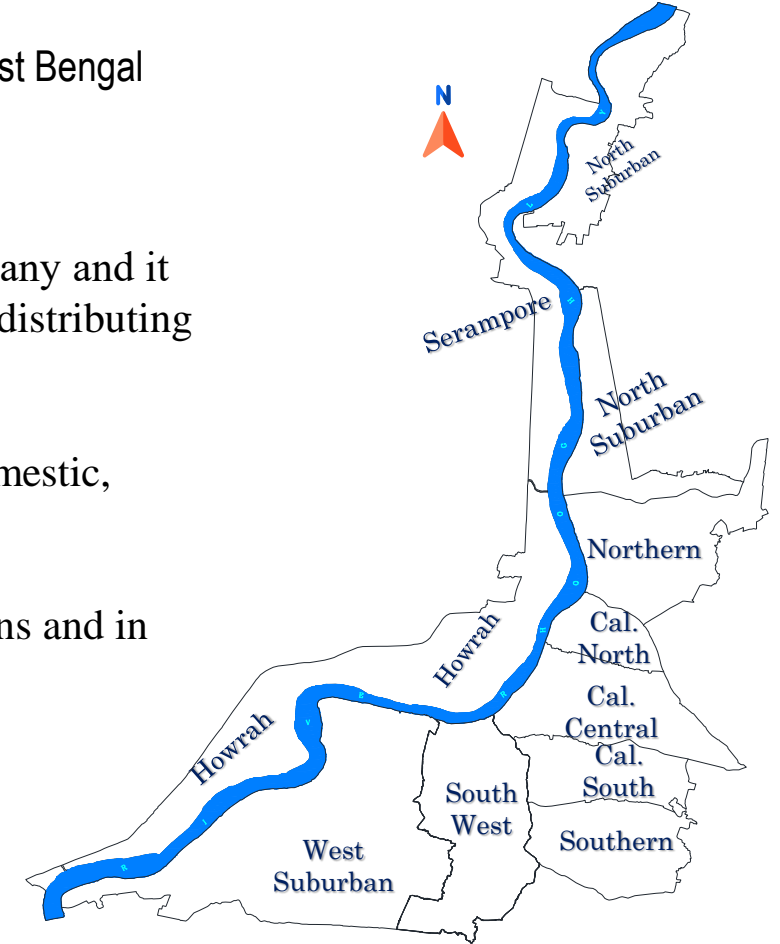 st Bengal
N
any and it
distributing
mestic,
ns and in
North
Suburban
Serampore
North
Suburban
Northern
Cal.
North
Howrah
Cal.
Central
Cal.
South
Howrah
South
West
Southern
West
Suburban
H
O
O
G
H
L
Y
R
I
V
E
R